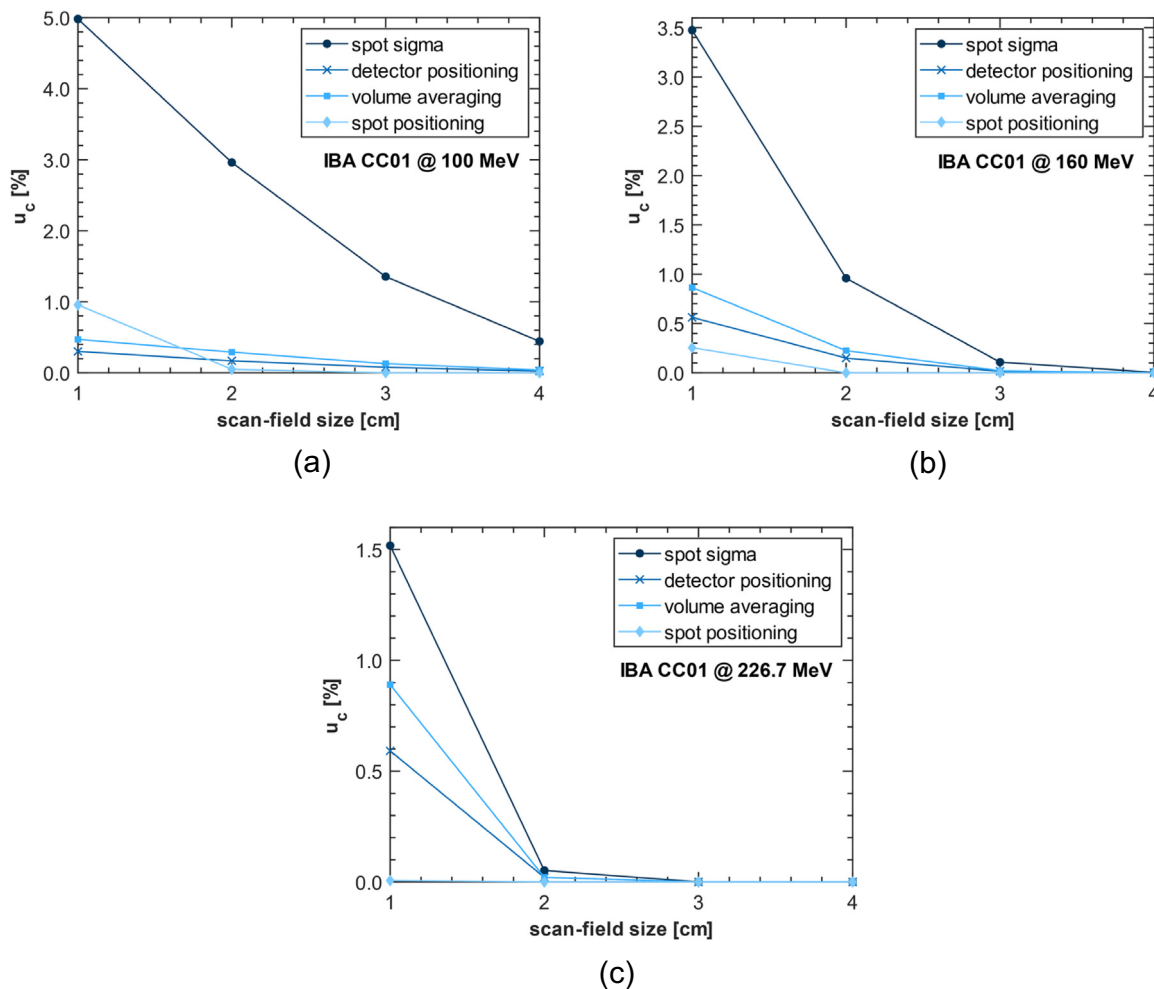 5.0
4.0
3.0
2.0
1.0
0.0
u_c [%]
spot sigma
detector positioning
volume averaging
spot positioning
IBA CC01 @ 100 MeV
1 2 3 4
scan-field size [cm]
(a)
3.5
3.0
2.5
2.0
1.5
1.0
0.5
0.0
u_c [%]
spot sigma
detector positioning
volume averaging
spot positioning
IBA CC01 @ 160 MeV
1 2 3 4
scan-field size [cm]
(b)
1.5
1.0
0.5
0.0
u_c [%]
spot sigma
detector positioning
volume averaging
spot positioning
IBA CC01 @ 226.7 MeV
1 2 3 4
scan-field size [cm]
(c)